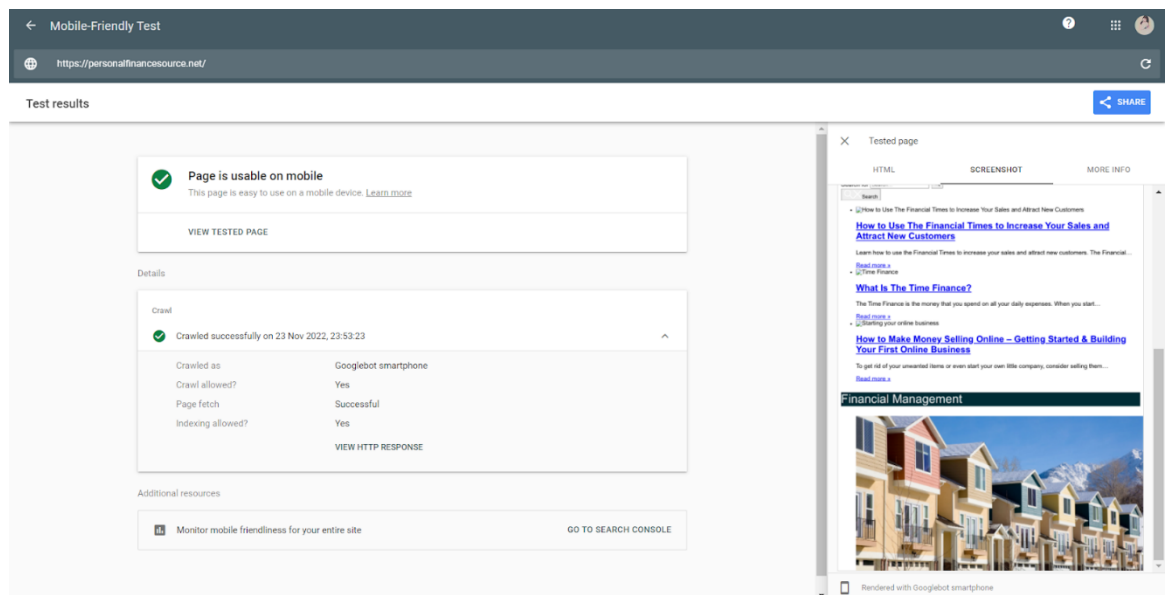 Mobile-Friendly Test
https://personalfinancesource.net/
Test results
SHARE
Page is usable on mobile
This page is easy to use on a mobile device. Learn more
VIEW TESTED PAGE
Details
Crawl
Crawled successfully on 23 Nov 2022, 23:53:23
Crawled as Googlebot smartphone
Crawl allowed? Yes
Page fetch Successful
Indexing allowed? Yes
VIEW HTTP RESPONSE
Additional resources
Monitor mobile friendliness for your entire site GO TO SEARCH CONSOLE
Tested page
HTML SCREENSHOT MORE INFO
Search
How to Use The Financial Times to Increase Your Sales and Attract New Customers
How to Use The Financial Times to Increase Your Sales and
Attract New Customers
Learn how to use the Financial Times to increase your sales and attract new customers. The Financial...
Read more »
Time Finance
What Is The Time Finance?
The Time Finance is the money that you spend on all your daily expenses. When you start...
Read more »
Starting your online business
How to Make Money Selling Online – Getting Started & Building
Your First Online Business
To get rid of your unwanted items or even start your own little company, consider selling them...
Read more »
Financial Management
Rendered with Googlebot smartphone